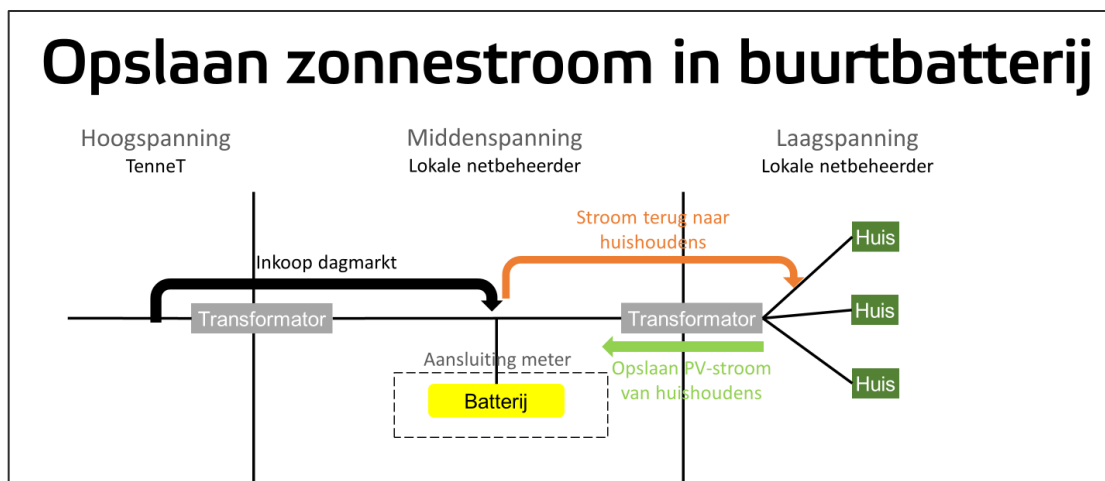 Opslaan zonnestroom in buurtbatterij
Hoogspanning
TenneT
Middenspanning
Lokale netbeheerder
Laagspanning
Lokale netbeheerder
Stroom terug naar
huishoudens
Inkoop dagmarkt
Huis
Transformator
Transformator
Huis
Aansluiting meter
Opslaan PV-stroom
van huishoudens
Huis
Batterij